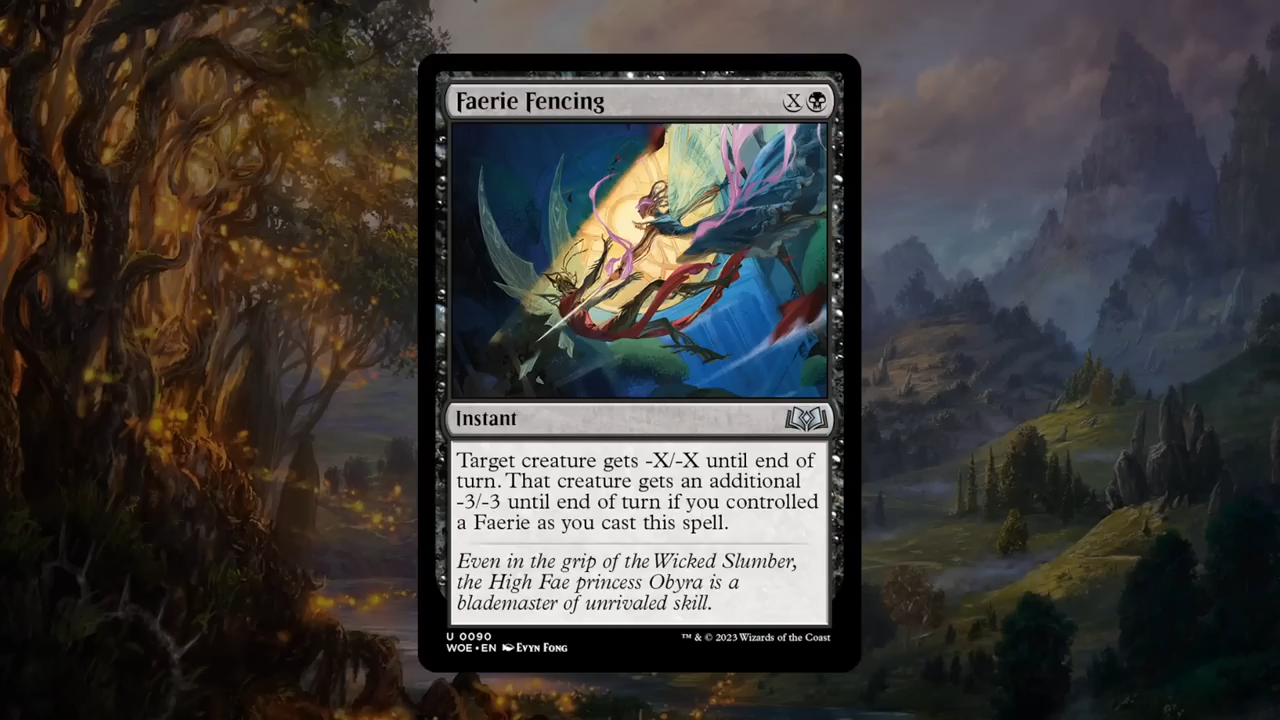 Faerie Fencing X
Instant
Target creature gets -X/-X until end of
turn. That creature gets an additional
-3/-3 until end of turn if you controlled
a Faerie as you cast this spell.
Even in the grip of the Wicked Slumber,
the High Fae princess Obyra is a
blademaster of unrivaled skill.
U 0090
WOE • EN Evyn Fong
™ & © 2023 Wizards of the Coast